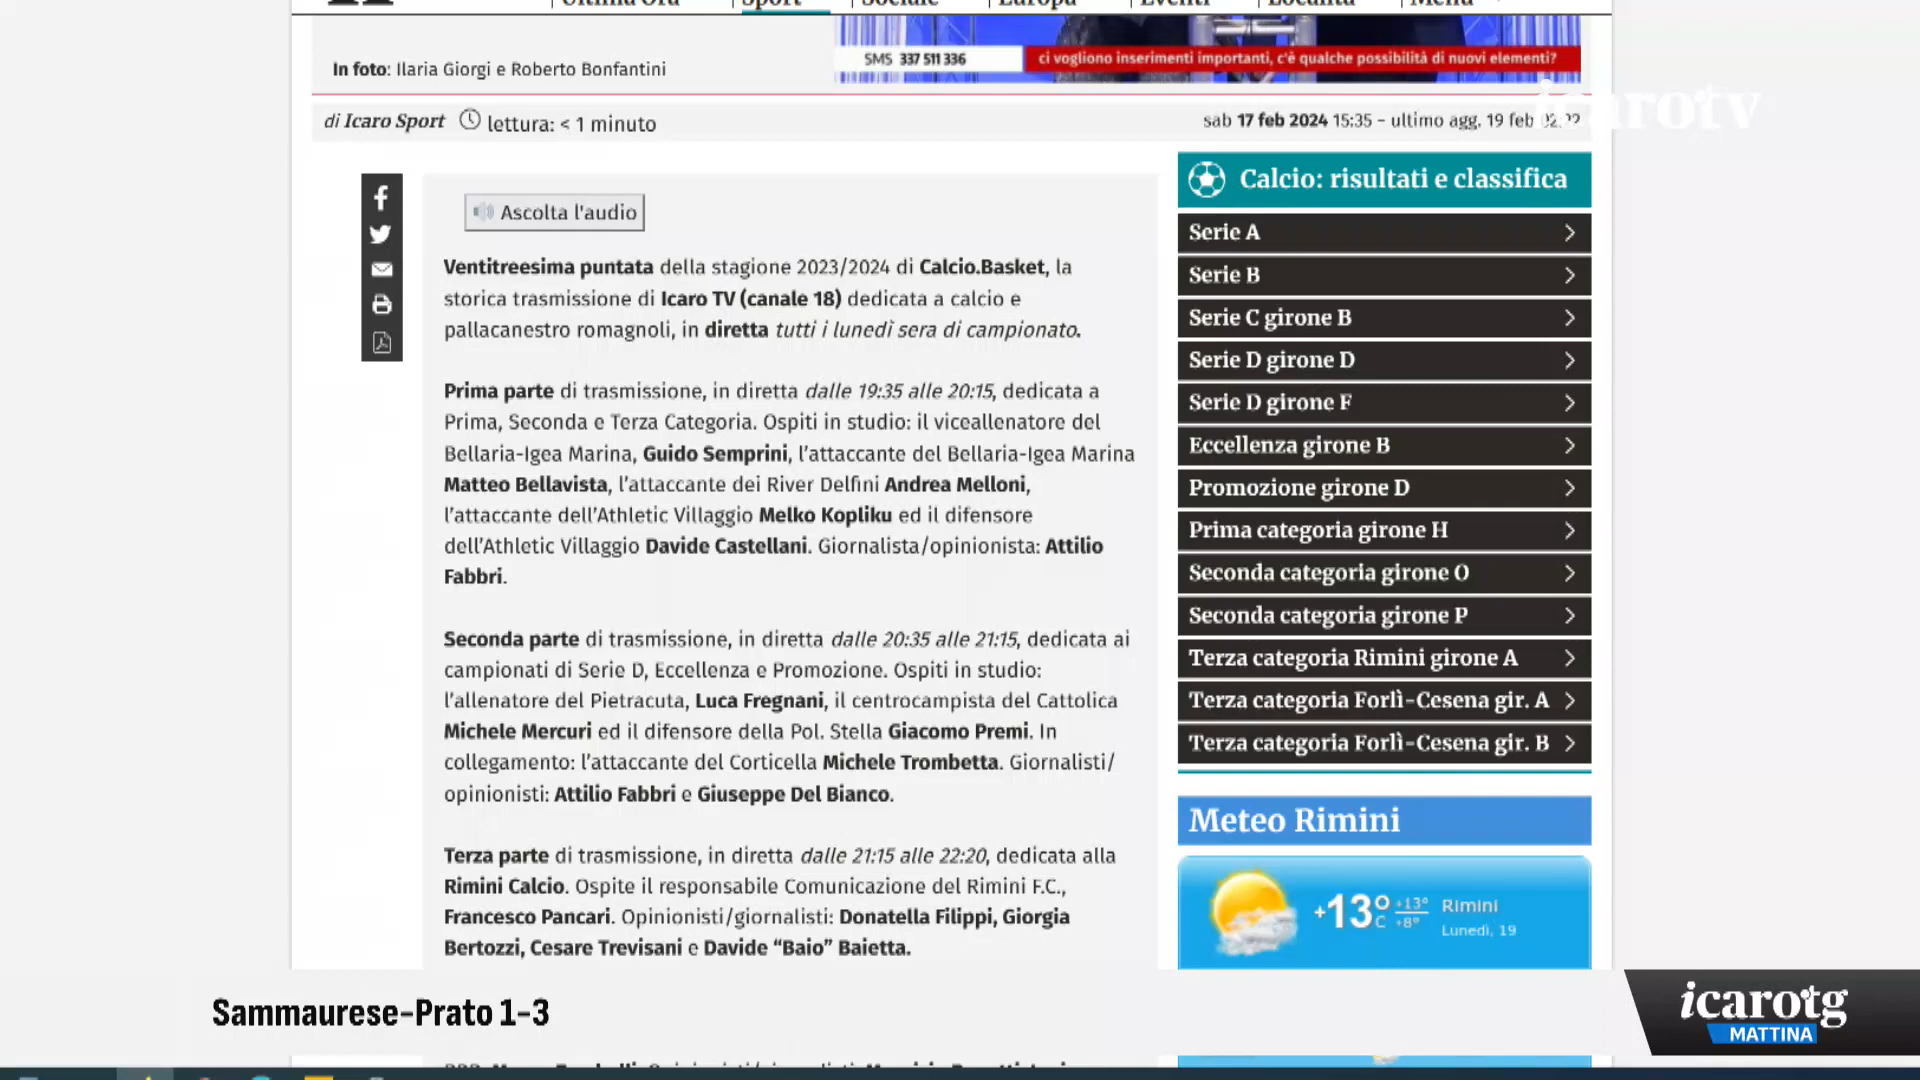 Ultima Ora
Sport
Sociale
Europa
Eventi
Località
Menu
In foto: Ilaria Giorgi e Roberto Bonfantini
SMS 337 511 336
ci vogliono inserimenti importanti, c'è qualche possibilità di nuovi elementi?
icarotv
di Icaro Sport
lettura: < 1 minuto
sab 17 feb 2024 15:35 – ultimo agg. 19 feb
Ascolta l'audio
Ventitreesima puntata della stagione 2023/2024 di Calcio.Basket, la
storica trasmissione di Icaro TV (canale 18) dedicata a calcio e
pallacanestro romagnoli, in diretta tutti i lunedì sera di campionato.
Prima parte di trasmissione, in diretta dalle 19:35 alle 20:15, dedicata a
Prima, Seconda e Terza Categoria. Ospiti in studio: il viceallenatore del
Bellaria-Igea Marina, Guido Semprini, l'attaccante del Bellaria-Igea Marina
Matteo Bellavista, l'attaccante dei River Delfini Andrea Melloni,
l'attaccante dell'Athletic Villaggio Melko Kopliku ed il difensore
dell'Athletic Villaggio Davide Castellani. Giornalista/opinionista: Attilio
Fabbri.
Seconda parte di trasmissione, in diretta dalle 20:35 alle 21:15, dedicata ai
campionati di Serie D, Eccellenza e Promozione. Ospiti in studio:
l'allenatore del Pietracuta, Luca Fregnani, il centrocampista del Cattolica
Michele Mercuri ed il difensore della Pol. Stella Giacomo Premi. In
collegamento: l'attaccante del Corticella Michele Trombetta. Giornalisti/
opinionisti: Attilio Fabbri e Giuseppe Del Bianco.
Terza parte di trasmissione, in diretta dalle 21:15 alle 22:20, dedicata alla
Rimini Calcio. Ospite il responsabile Comunicazione del Rimini F.C.,
Francesco Pancari. Opinionisti/giornalisti: Donatella Filippi, Giorgia
Bertozzi, Cesare Trevisani e Davide “Baio” Baietta.
Calcio: risultati e classifica
Serie A
Serie B
Serie C girone B
Serie D girone D
Serie D girone F
Eccellenza girone B
Promozione girone D
Prima categoria girone H
Seconda categoria girone O
Seconda categoria girone P
Terza categoria Rimini girone A
Terza categoria Forlì-Cesena gir. A
Terza categoria Forlì-Cesena gir. B
Meteo Rimini
+13°C
+13°
+8°
Rimini
Lunedì, 19
Sammaurese-Prato 1-3
icarotg
MATTINA